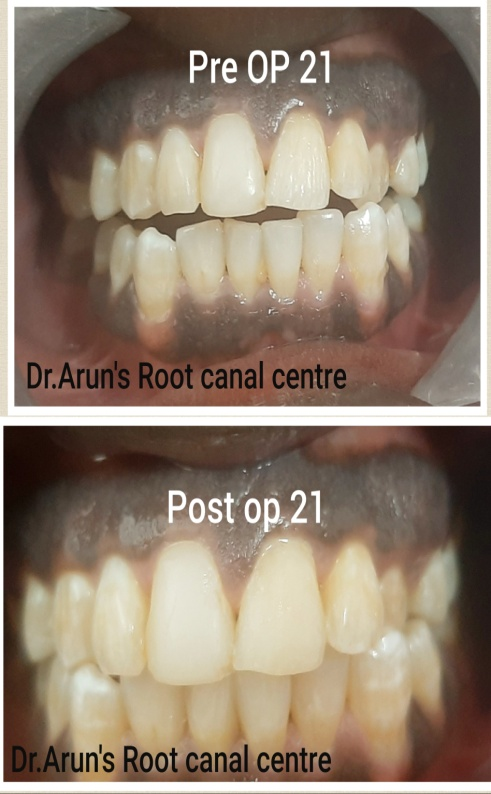 Pre OP 21
Dr.Arun's Root canal centre
Post op 21
Dr.Arun's Root canal centre